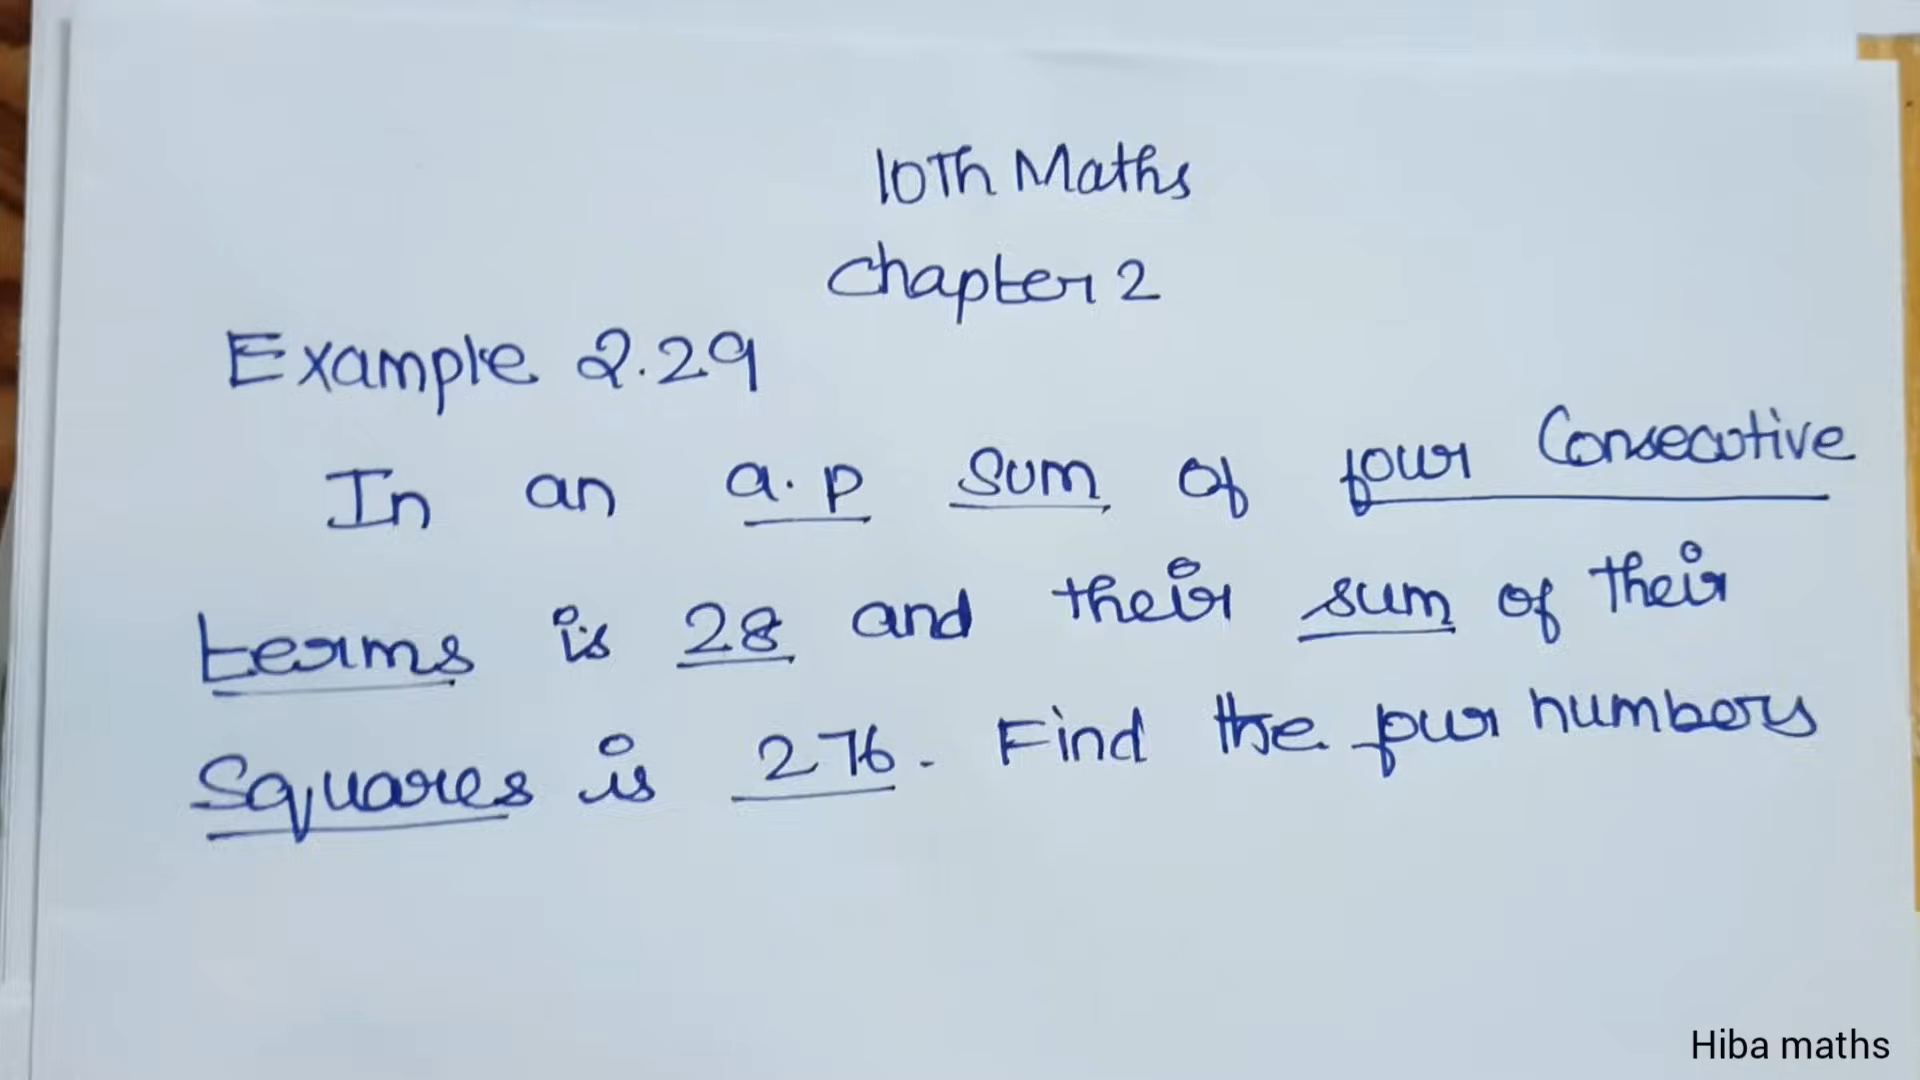 10Th Maths
Chapter 2
Example 2.29
In an a.p sum of four Consecutive
terms is 28 and their sum of their
Squares is 276. Find the four numbers
Hiba maths